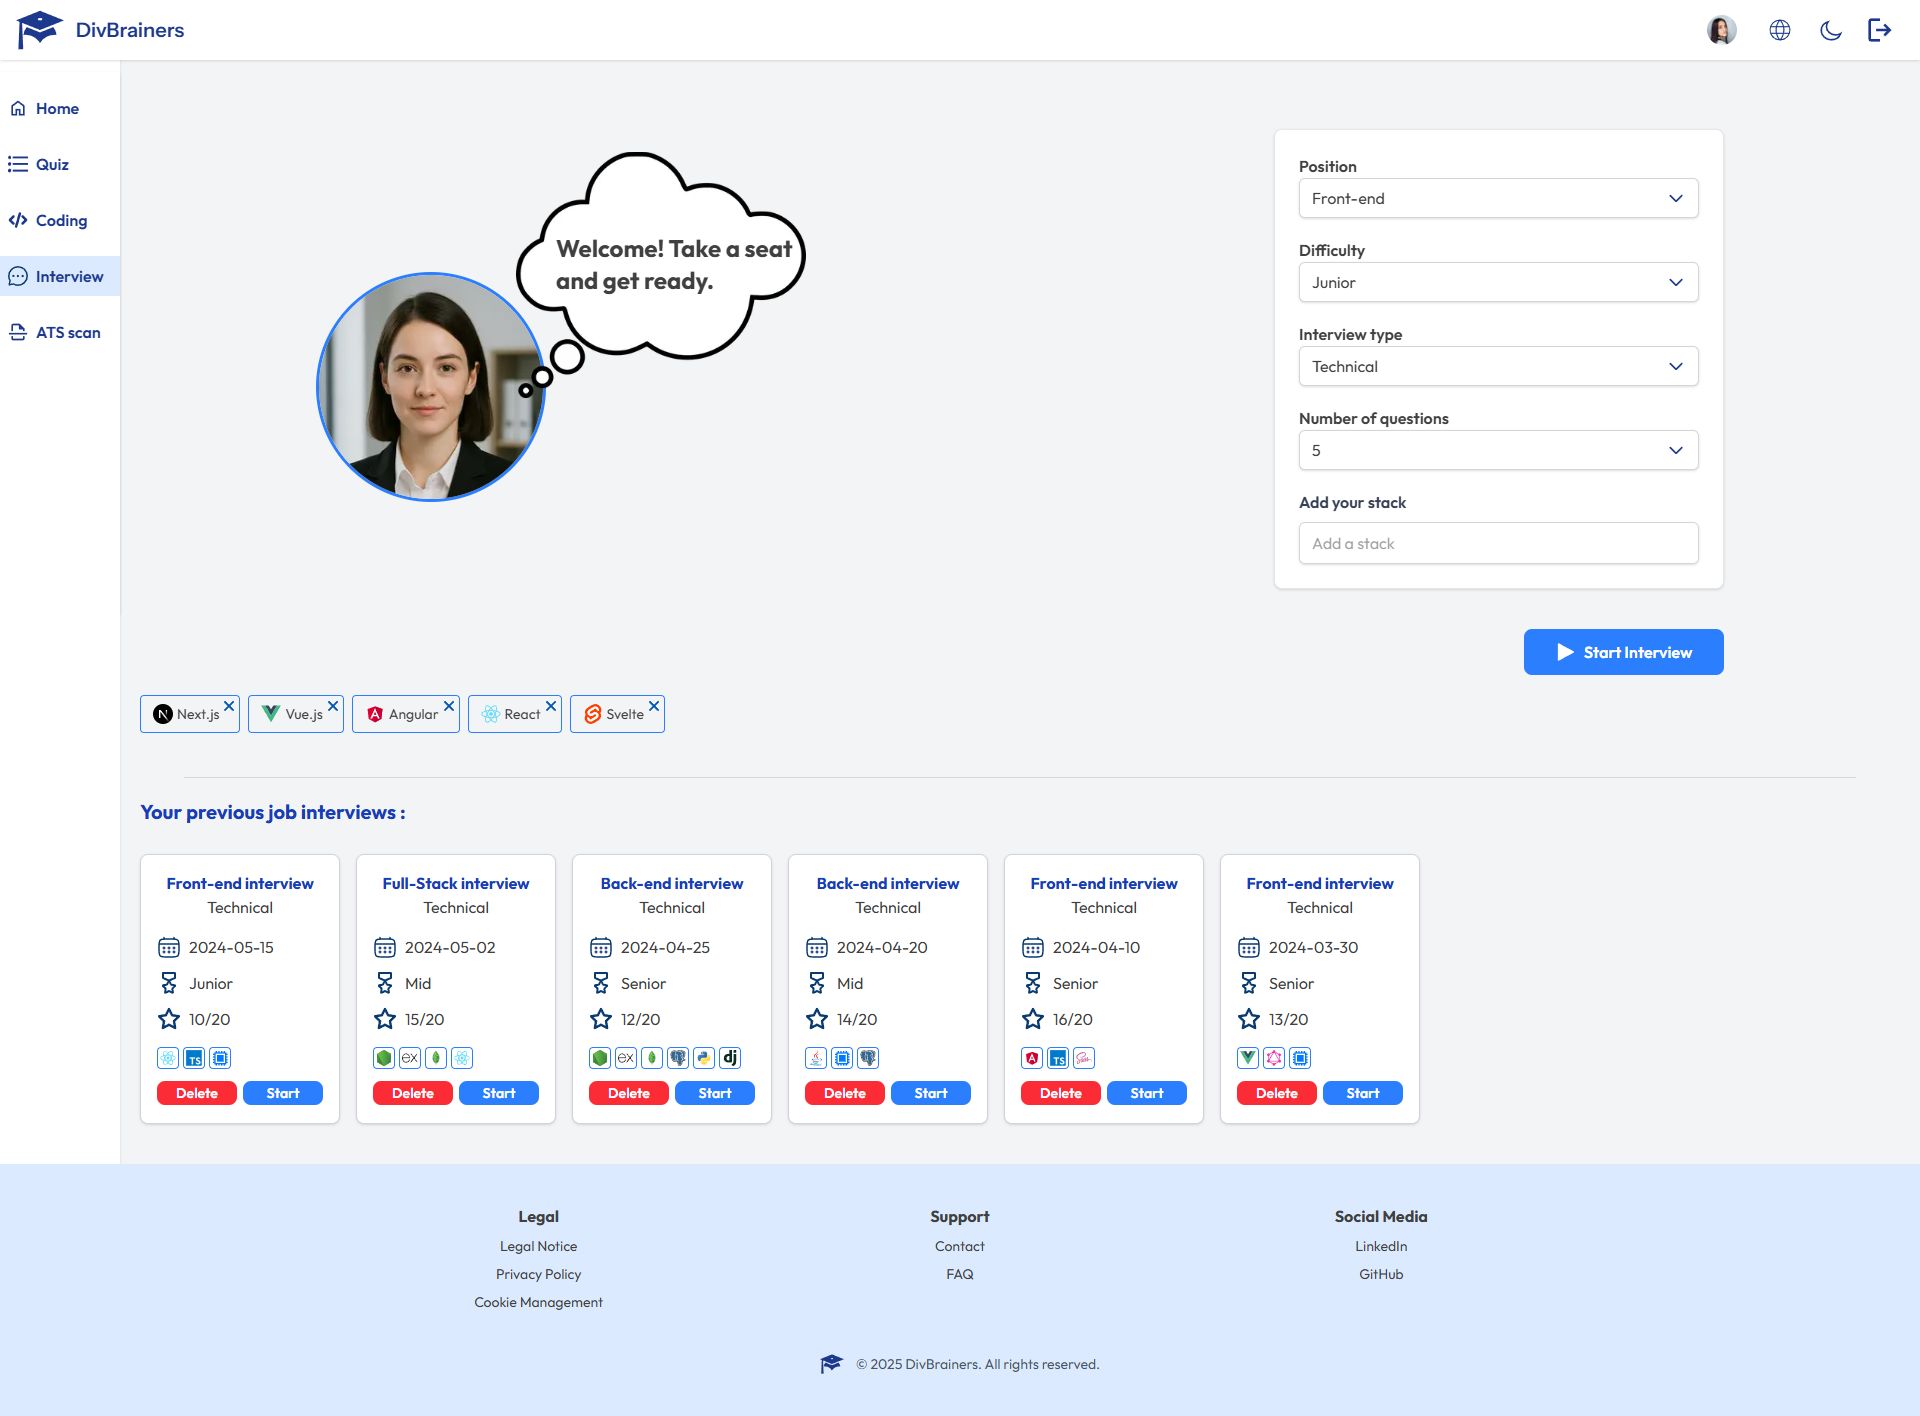 DivBrainers
Home
Quiz
Coding
Interview
ATS scan
Welcome! Take a seat
and get ready.
Position
Front-end
Difficulty
Junior
Interview type
Technical
Number of questions
5
Add your stack
Add a stack
Start Interview
Next.js
Vue.js
Angular
React
Svelte
Your previous job interviews :
Front-end interview
Technical
2024-05-15
Junior
10/20
TS
Delete
Start
Full-Stack interview
Technical
2024-05-02
Mid
15/20
ex
Delete
Start
Back-end interview
Technical
2024-04-25
Senior
12/20
ex
dj
Delete
Start
Back-end interview
Technical
2024-04-20
Mid
14/20
Delete
Start
Front-end interview
Technical
2024-04-10
Senior
16/20
TS
Sass
Delete
Start
Front-end interview
Technical
2024-03-30
Senior
13/20
Delete
Start
Legal
Legal Notice
Privacy Policy
Cookie Management
Support
Contact
FAQ
Social Media
LinkedIn
GitHub
© 2025 DivBrainers. All rights reserved.